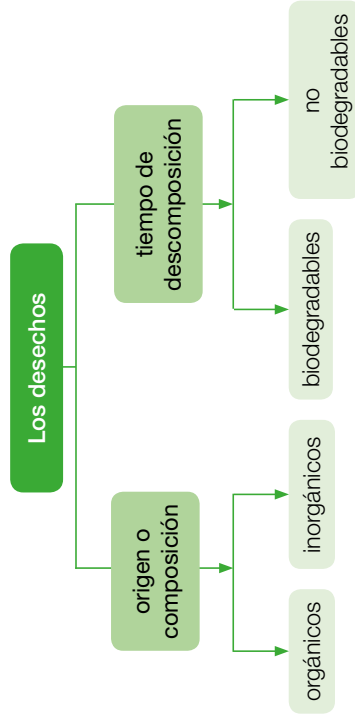 Los desechos
origen o
composición
tiempo de
descomposición
orgánicos
inorgánicos
biodegradables
no
biodegradables